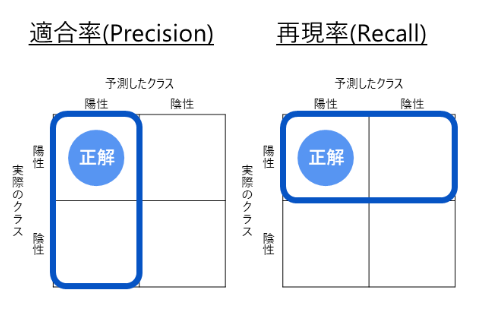 適合率(Precision)
予測したクラス
陽性
陰性
実際のクラス
陽性
陰性
正解
再現率(Recall)
予測したクラス
陽性
陰性
実際のクラス
陽性
陰性
正解